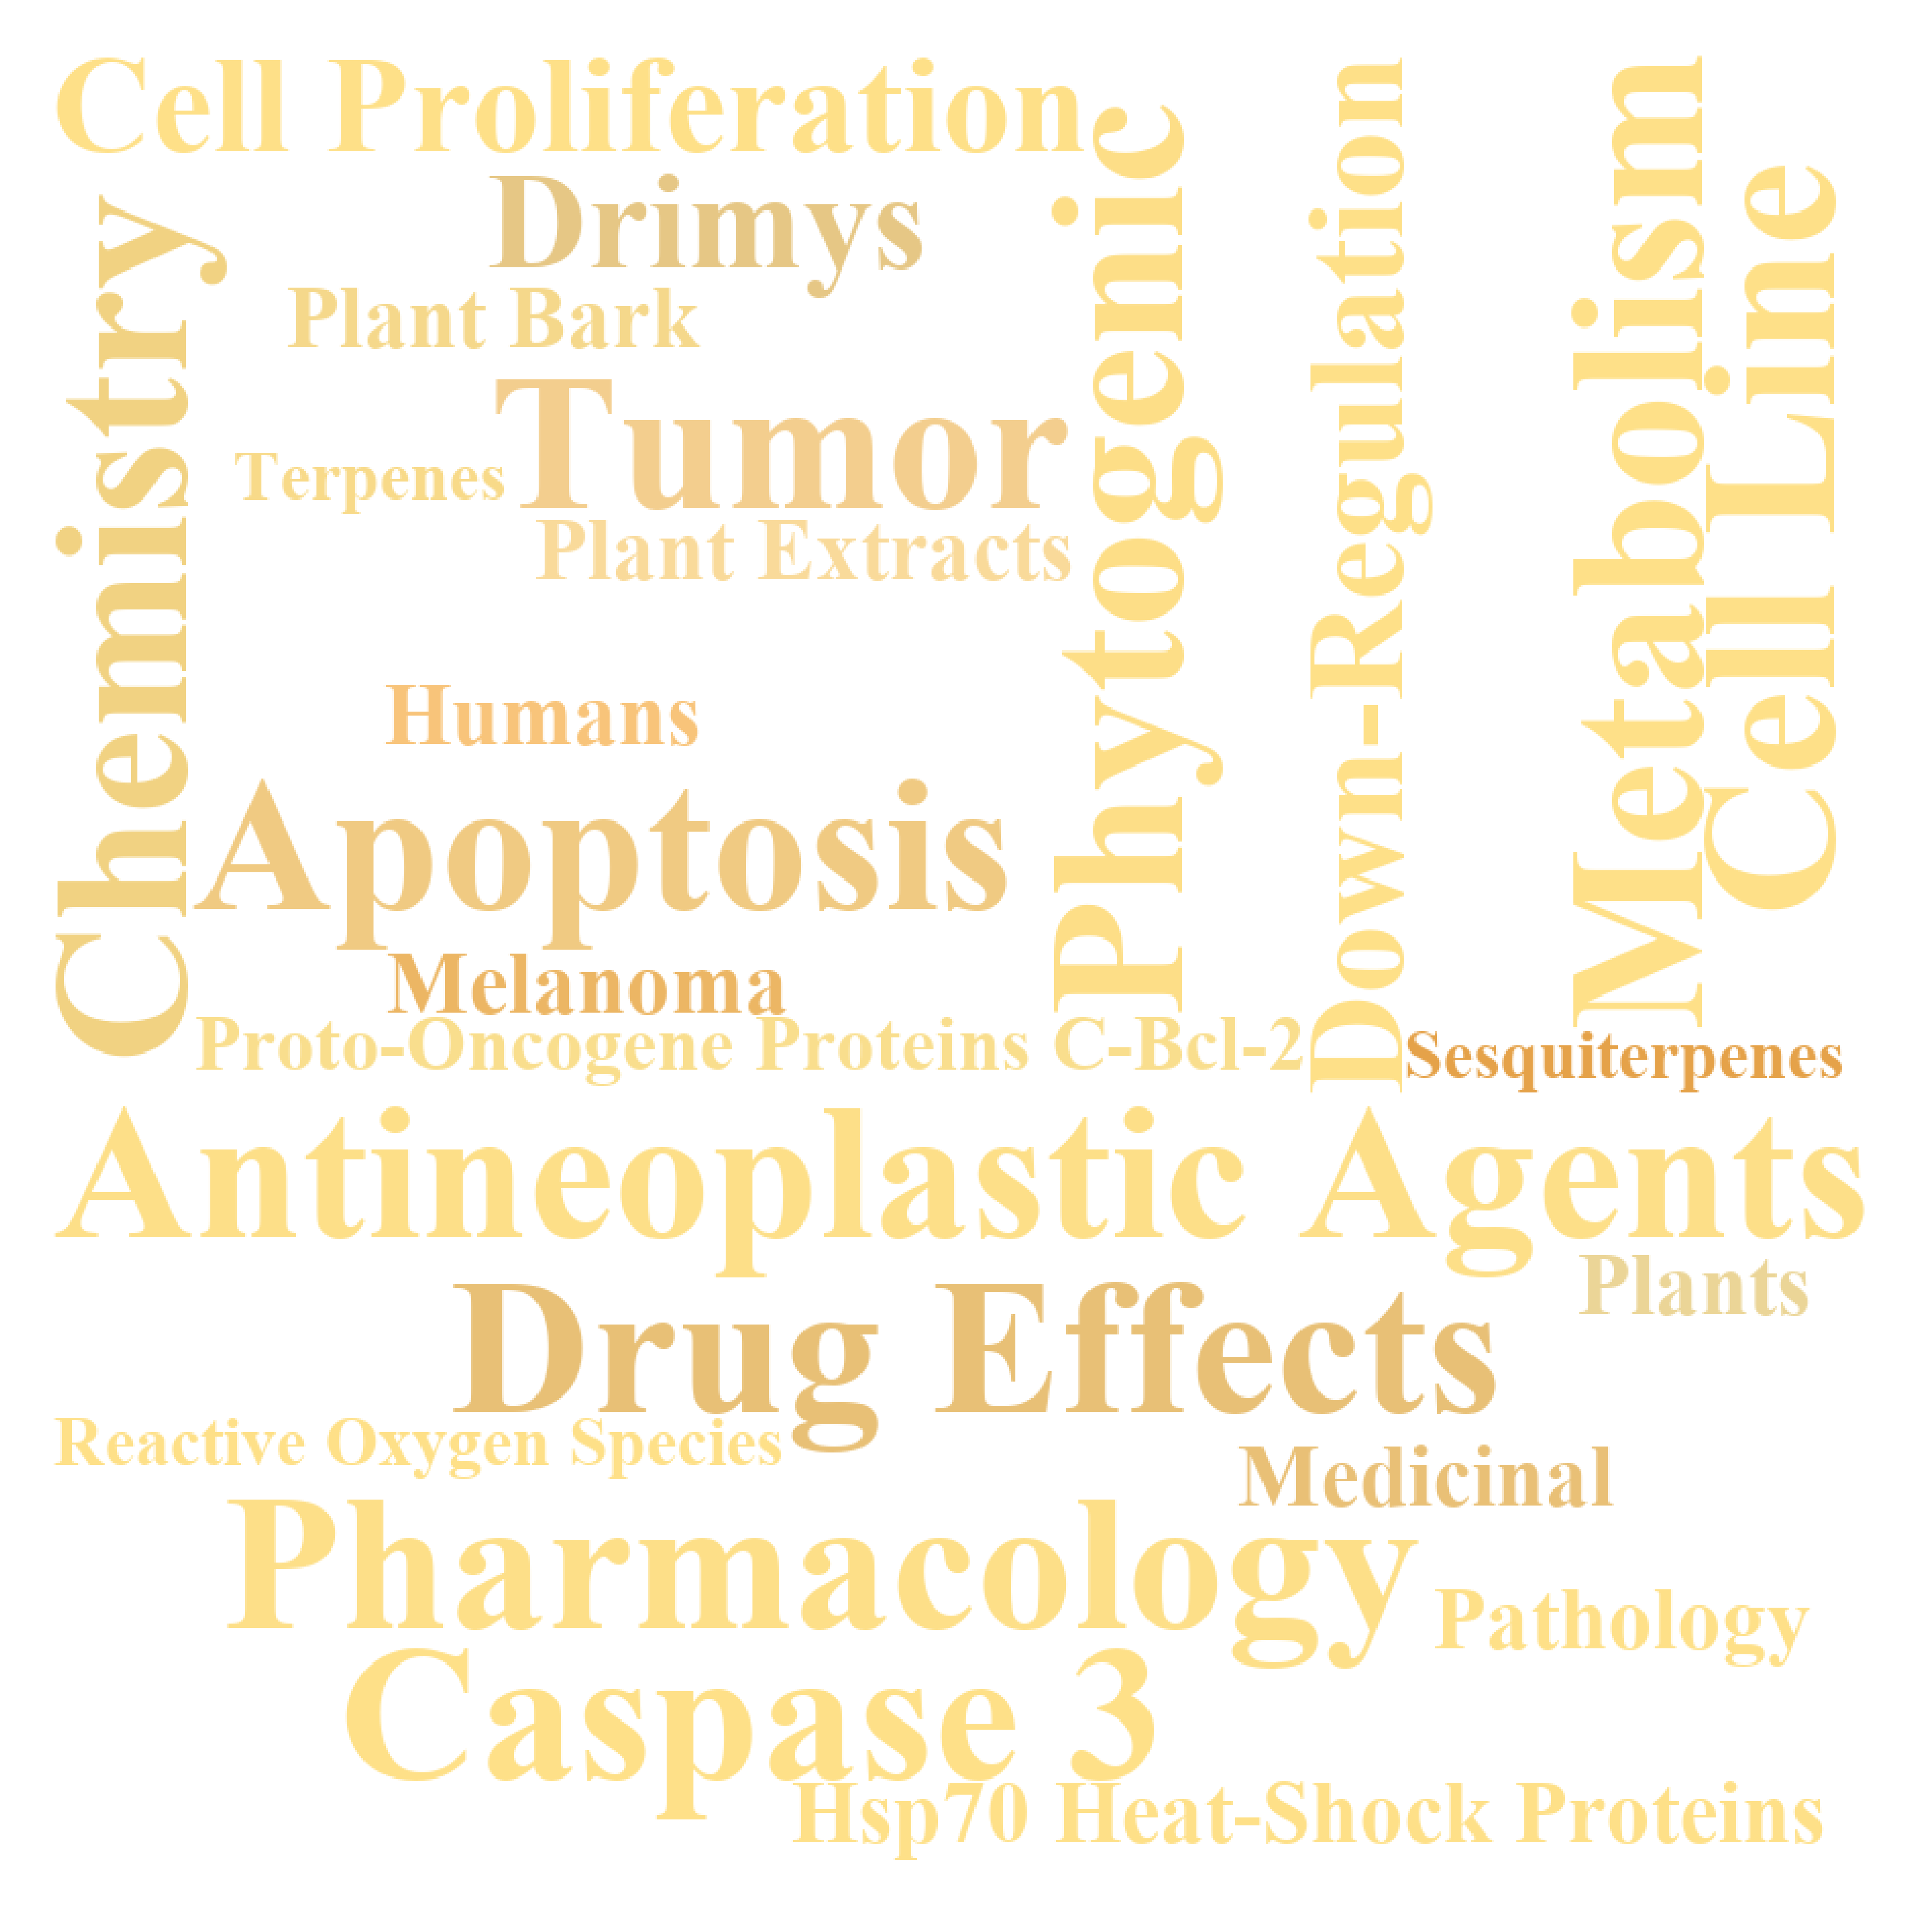 Cell Proliferation
Drimys
Plant Bark
Tumor
Terpenes
Plant Extracts
Chemistry
Phytogenic
Down-Regulation
Metabolism
Cell Line
Humans
Apoptosis
Melanoma
Proto-Oncogene Proteins C-Bcl-2
Sesquiterpenes
Antineoplastic Agents
Plants
Drug Effects
Reactive Oxygen Species
Medicinal
Pharmacology
Pathology
Caspase 3
Hsp70 Heat-Shock Proteins